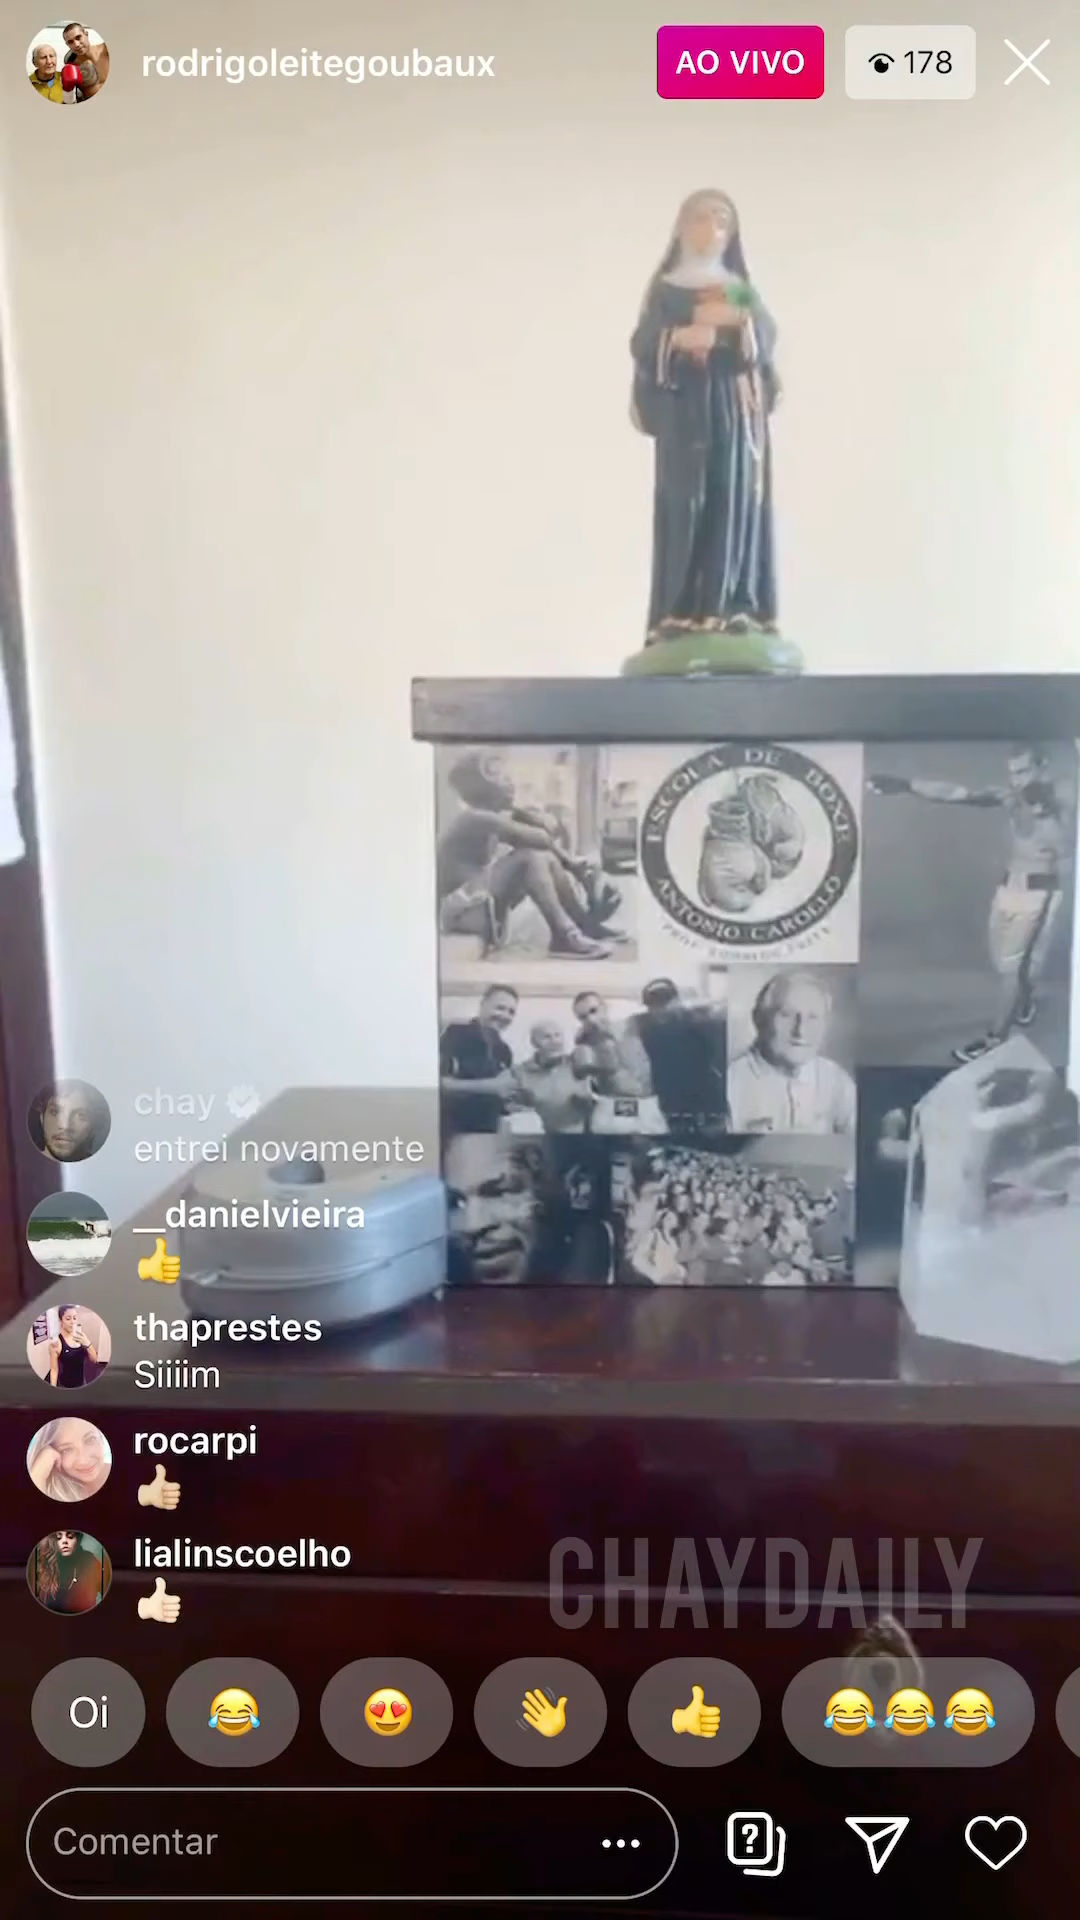 rodrigoleitegoubaux
AO VIVO
178
ESCOLA DE BOXE
ANTONIO CAROLLO
chay
entrei novamente
__danielvieira
thaprestes
Siiiim
rocarpi
lialinscoelho
CHAYDAILY
Oi
Comentar